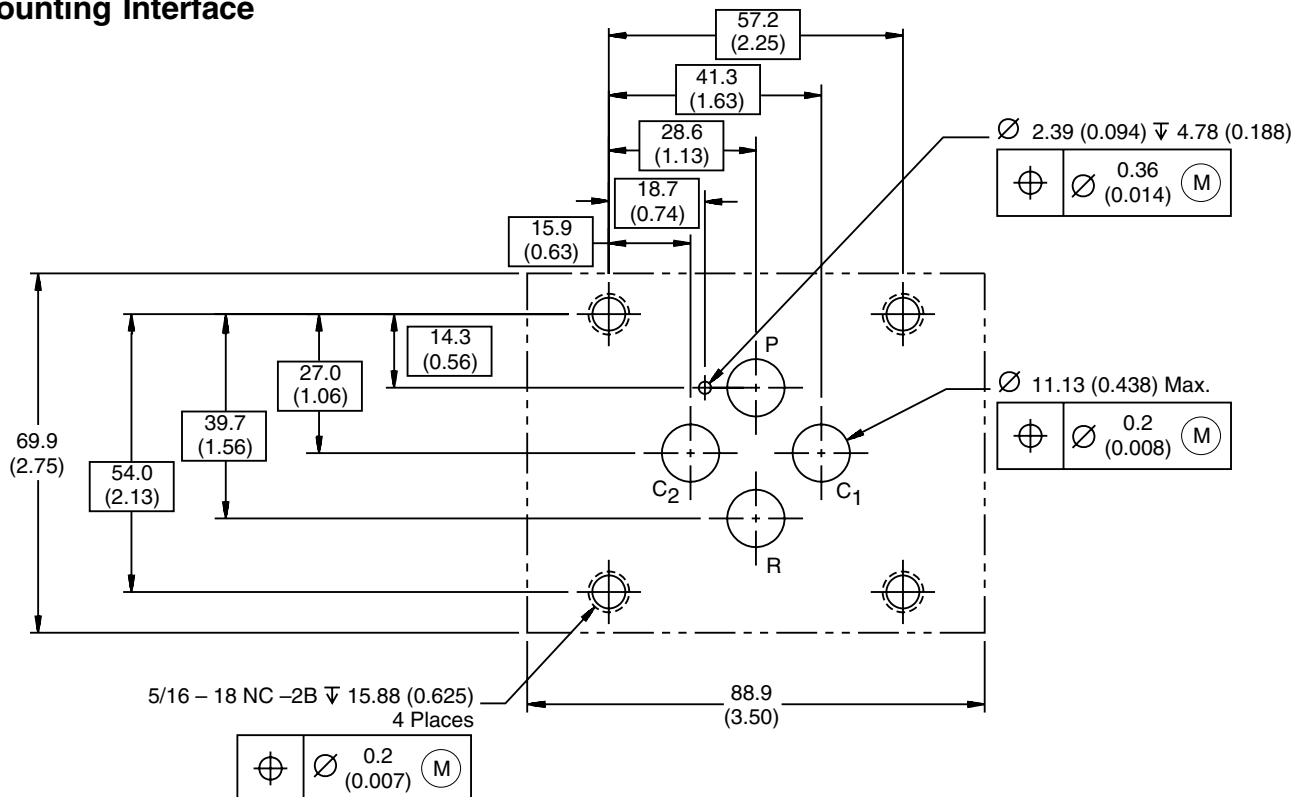 ounting Interface
57.2
(2.25)
41.3
(1.63)
28.6
(1.13)
18.7
(0.74)
15.9
(0.63)
Ø 2.39 (0.094) ↧ 4.78 (0.188)
⌖ Ø 0.36
(0.014) Ⓜ
14.3
(0.56)
27.0
(1.06)
39.7
(1.56)
54.0
(2.13)
69.9
(2.75)
P
C2
C1
R
Ø 11.13 (0.438) Max.
⌖ Ø 0.2
(0.008) Ⓜ
5/16 – 18 NC –2B ↧ 15.88 (0.625)
4 Places
⌖ Ø 0.2
(0.007) Ⓜ
88.9
(3.50)